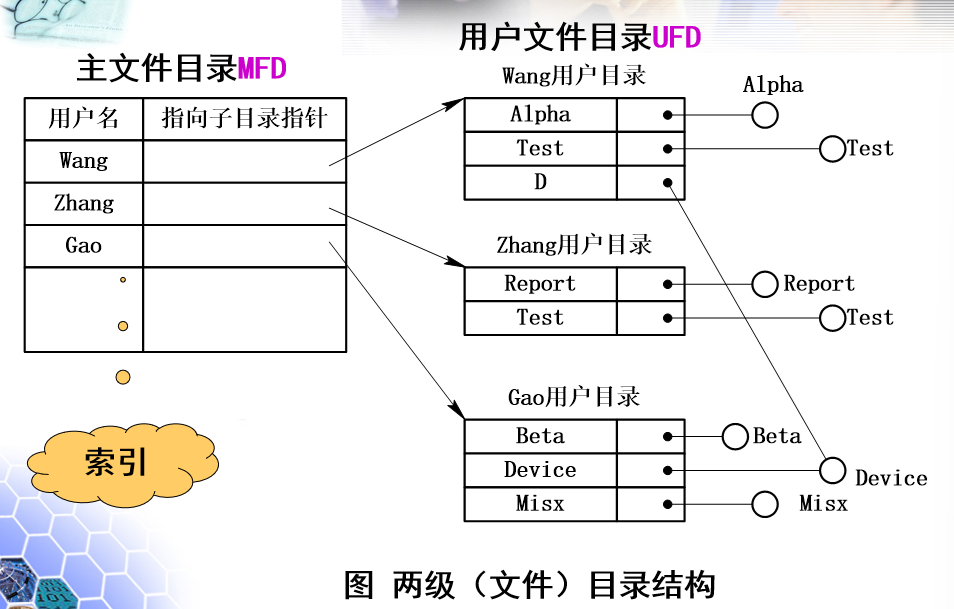 主文件目录MFD
用户名 指向子目录指针
Wang
Zhang
Gao
索引
用户文件目录UFD
Wang用户目录
Alpha
Test
D
Alpha
Test
Zhang用户目录
Report
Test
Report
Test
Gao用户目录
Beta
Device
Misx
Beta
Device
Misx
图 两级（文件）目录结构